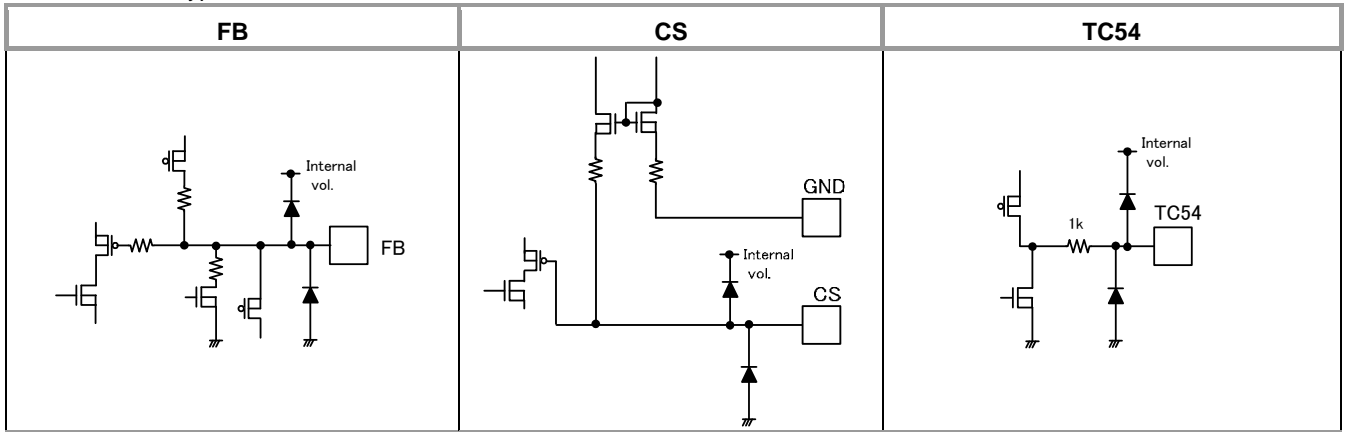 FB CS TC54
Internal
vol.
FB
GND
Internal
vol.
CS
Internal
vol.
TC54
1k